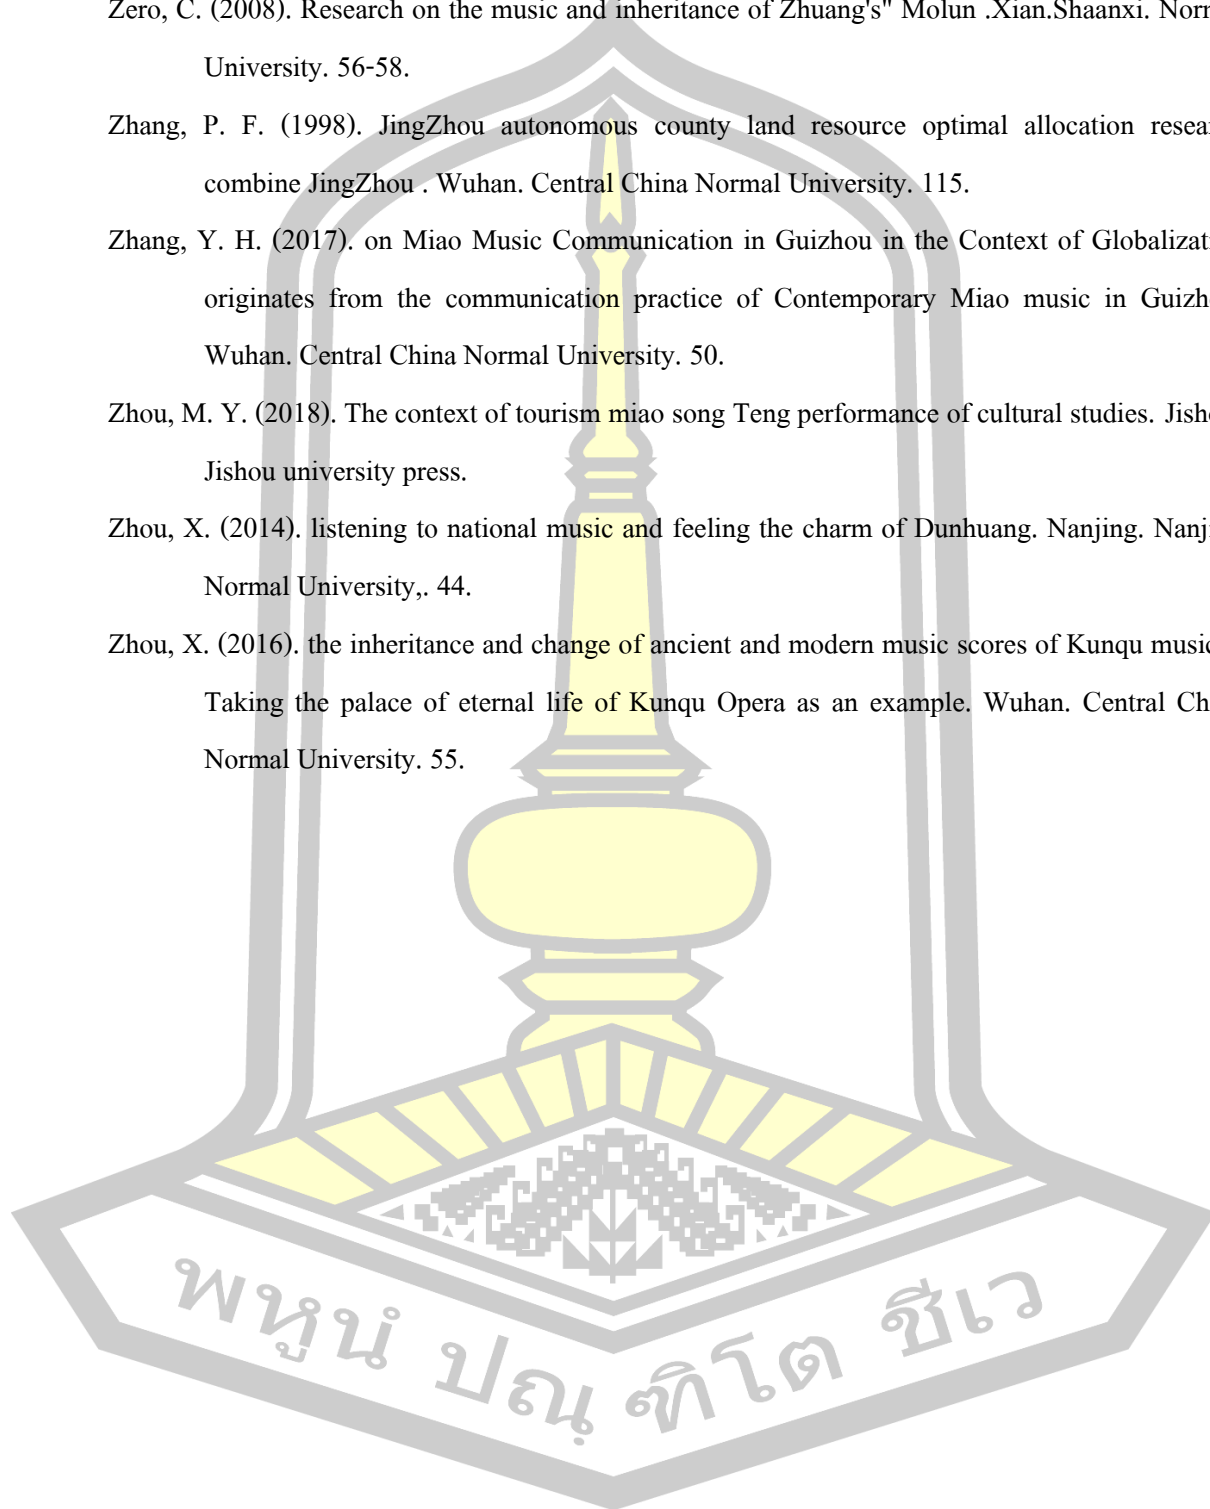 Zero, C. (2008). Research on the music and inheritance of Zhuang's" Molun .Xian.Shaanxi. Norm
University. 56-58.
Zhang, P. F. (1998). JingZhou autonomous county land resource optimal allocation resear
combine JingZhou . Wuhan. Central China Normal University. 115.
Zhang, Y. H. (2017). on Miao Music Communication in Guizhou in the Context of Globalizati
originates from the communication practice of Contemporary Miao music in Guizh
Wuhan. Central China Normal University. 50.
Zhou, M. Y. (2018). The context of tourism miao song Teng performance of cultural studies. Jish
Jishou university press.
Zhou, X. (2014). listening to national music and feeling the charm of Dunhuang. Nanjing. Nanj
Normal University,. 44.
Zhou, X. (2016). the inheritance and change of ancient and modern music scores of Kunqu music
Taking the palace of eternal life of Kunqu Opera as an example. Wuhan. Central Ch
Normal University. 55.
พหูนํ ปณฺฑิโต ชีเว